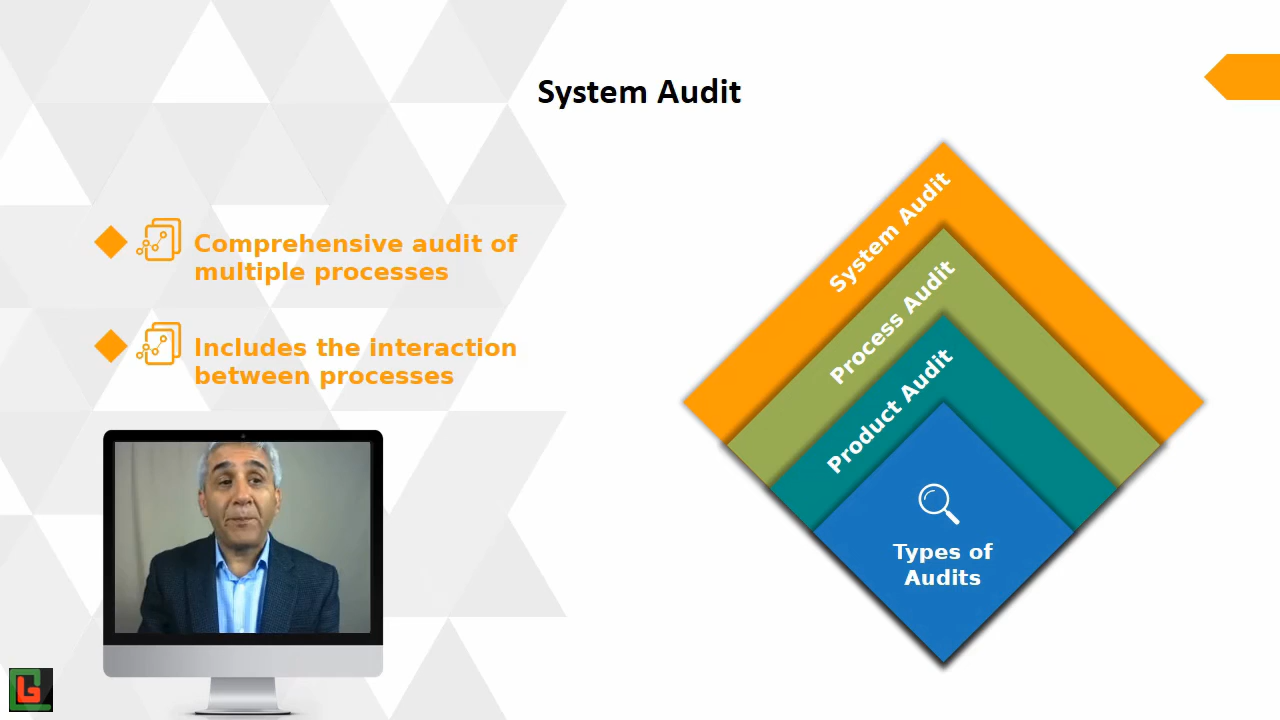 System Audit
Comprehensive audit of
multiple processes
Includes the interaction
between processes
System Audit
Process Audit
Product Audit
Types of
Audits